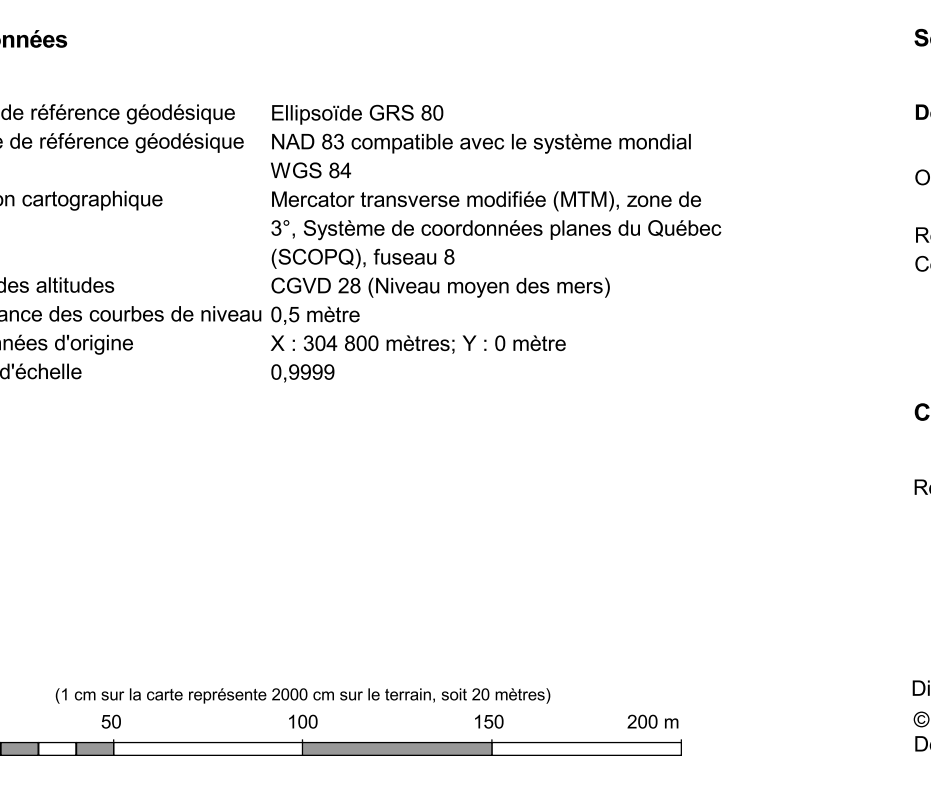 onnées
de référence géodésique Ellipsoïde GRS 80
de référence géodésique NAD 83 compatible avec le système mondial
WGS 84
on cartographique Mercator transverse modifiée (MTM), zone de
3°, Système de coordonnées planes du Québec
(SCOPQ), fuseau 8
des altitudes CGVD 28 (Niveau moyen des mers)
ance des courbes de niveau 0,5 mètre
nnées d'origine X : 304 800 mètres; Y : 0 mètre
d'échelle 0,9999
(1 cm sur la carte représente 2000 cm sur le terrain, soit 20 mètres)
50 100 150 200 m
Di
©